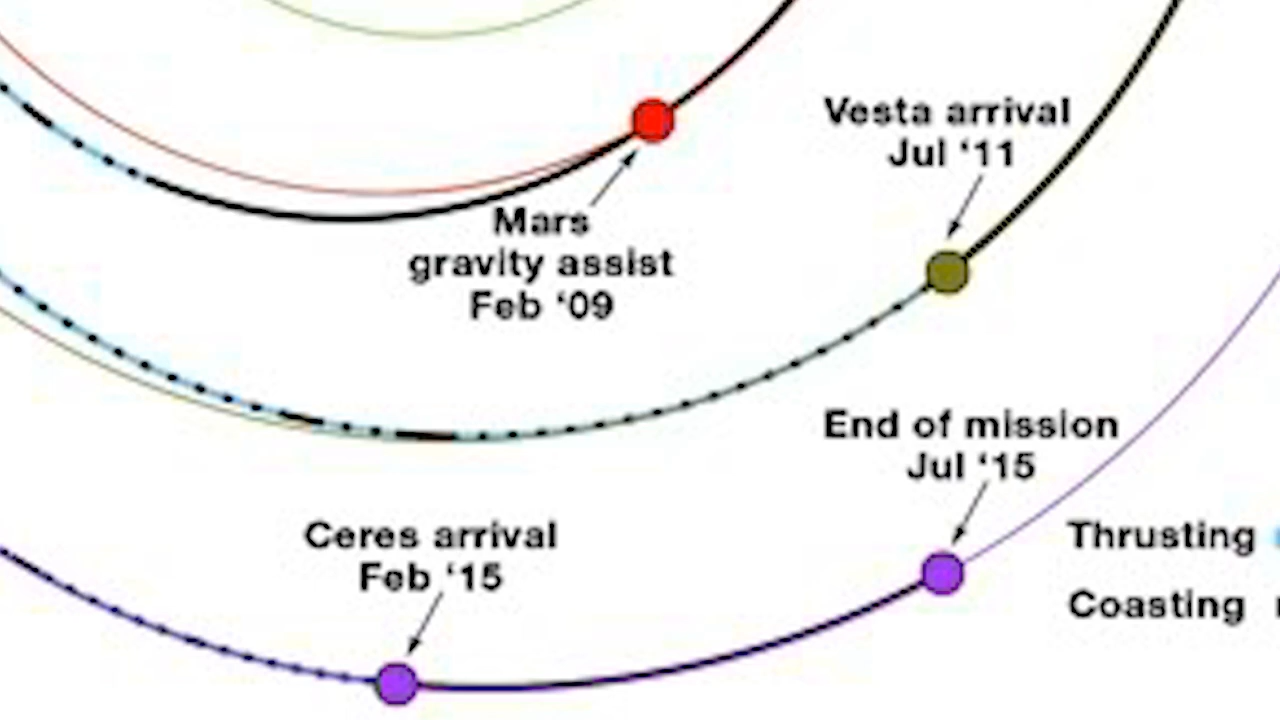 Vesta arrival
Jul ‘11
Mars
gravity assist
Feb ‘09
End of mission
Jul ‘15
Ceres arrival
Feb ‘15
Thrusting
Coasting